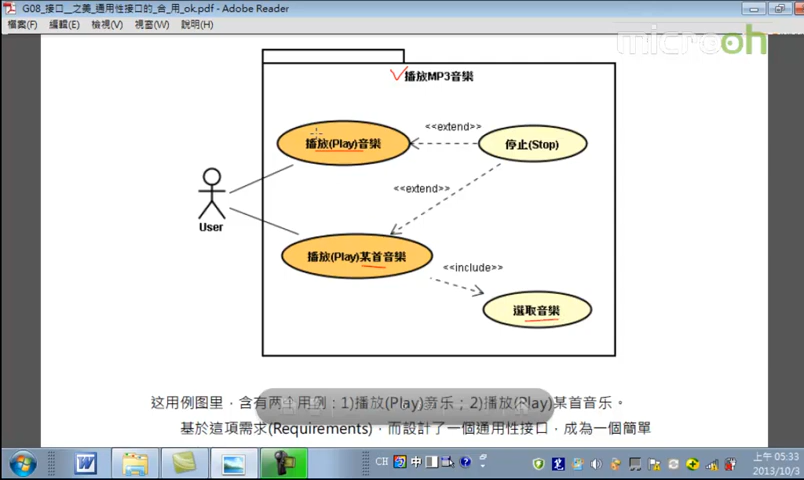 G08_接口__之美_通用性接口的_合_用_ok.pdf - Adobe Reader
檔案(F) 編輯(E) 檢視(V) 視窗(W) 說明(H)
microoh
播放MP3音樂
<<extend>>
播放(Play)音樂
停止(Stop)
<<extend>>
User
播放(Play)某首音樂
<<include>>
選取音樂
这用例图里，含有两个用例：1)播放(Play)音乐；2)播放(Play)某首音乐。
基於這項需求(Requirements)，而設計了一個通用性接口，成為一個簡單
CH
上午 05:33
2013/10/3